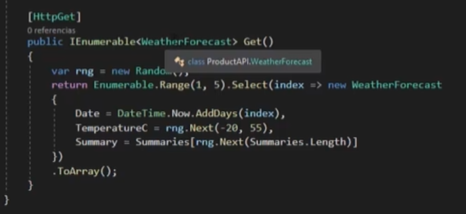 [HttpGet]
0 referencias
public IEnumerable<WeatherForecast> Get()
{
class ProductAPI.WeatherForecast
var rng = new Random();
return Enumerable.Range(1, 5).Select(index => new WeatherForecast
{
Date = DateTime.Now.AddDays(index),
TemperatureC = rng.Next(-20, 55),
Summary = Summaries[rng.Next(Summaries.Length)]
})
.ToArray();
}
}